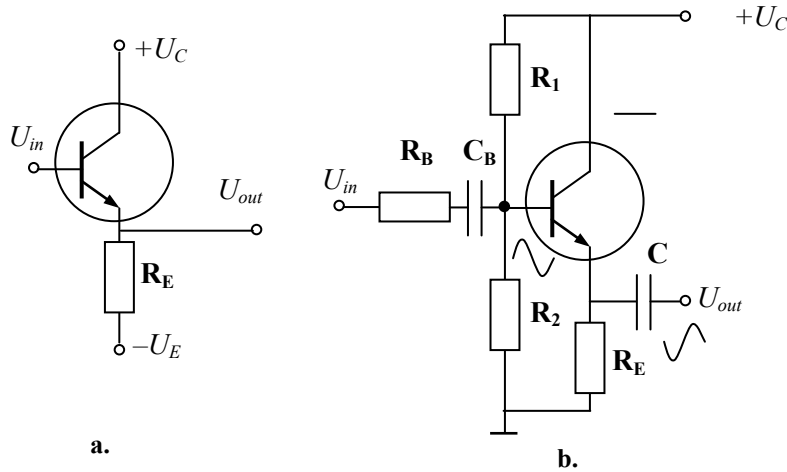 +U_C
U_in
U_out
R_E
–U_E
a.
+U_C
R_1
R_B
C_B
U_in
C
U_out
R_2
R_E
b.